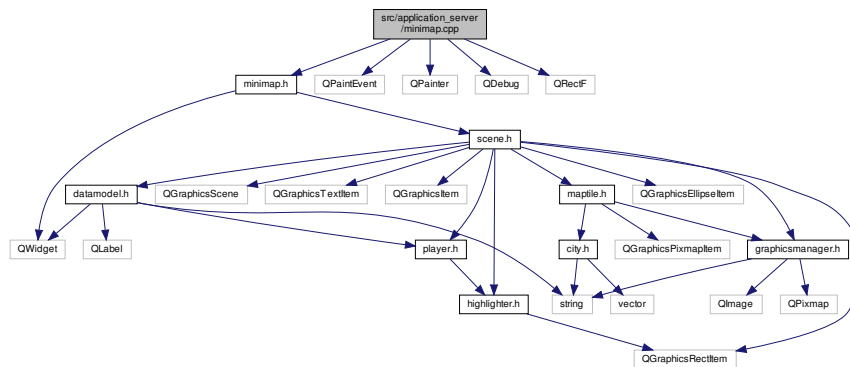 src/application_server
/minimap.cpp
minimap.h
QPaintEvent
QPainter
QDebug
QRectF
scene.h
datamodel.h
QGraphicsScene
QGraphicsTextItem
QGraphicsItem
maptile.h
QGraphicsEllipseItem
QWidget
QLabel
player.h
city.h
QGraphicsPixmapItem
graphicsmanager.h
highlighter.h
string
vector
QImage
QPixmap
QGraphicsRectItem